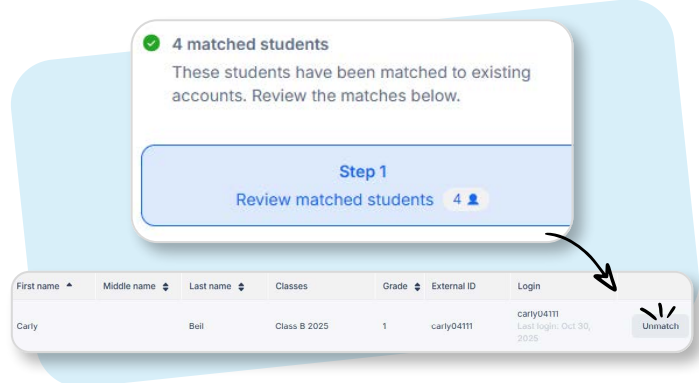 4 matched students
These students have been matched to existing
accounts. Review the matches below.
Step 1
Review matched students 4
First name Middle name Last name Classes Grade External ID Login
Carly Beil Class B 2025 1 carly04111 carly04111
Last login: Oct 30,
2025
Unmatch